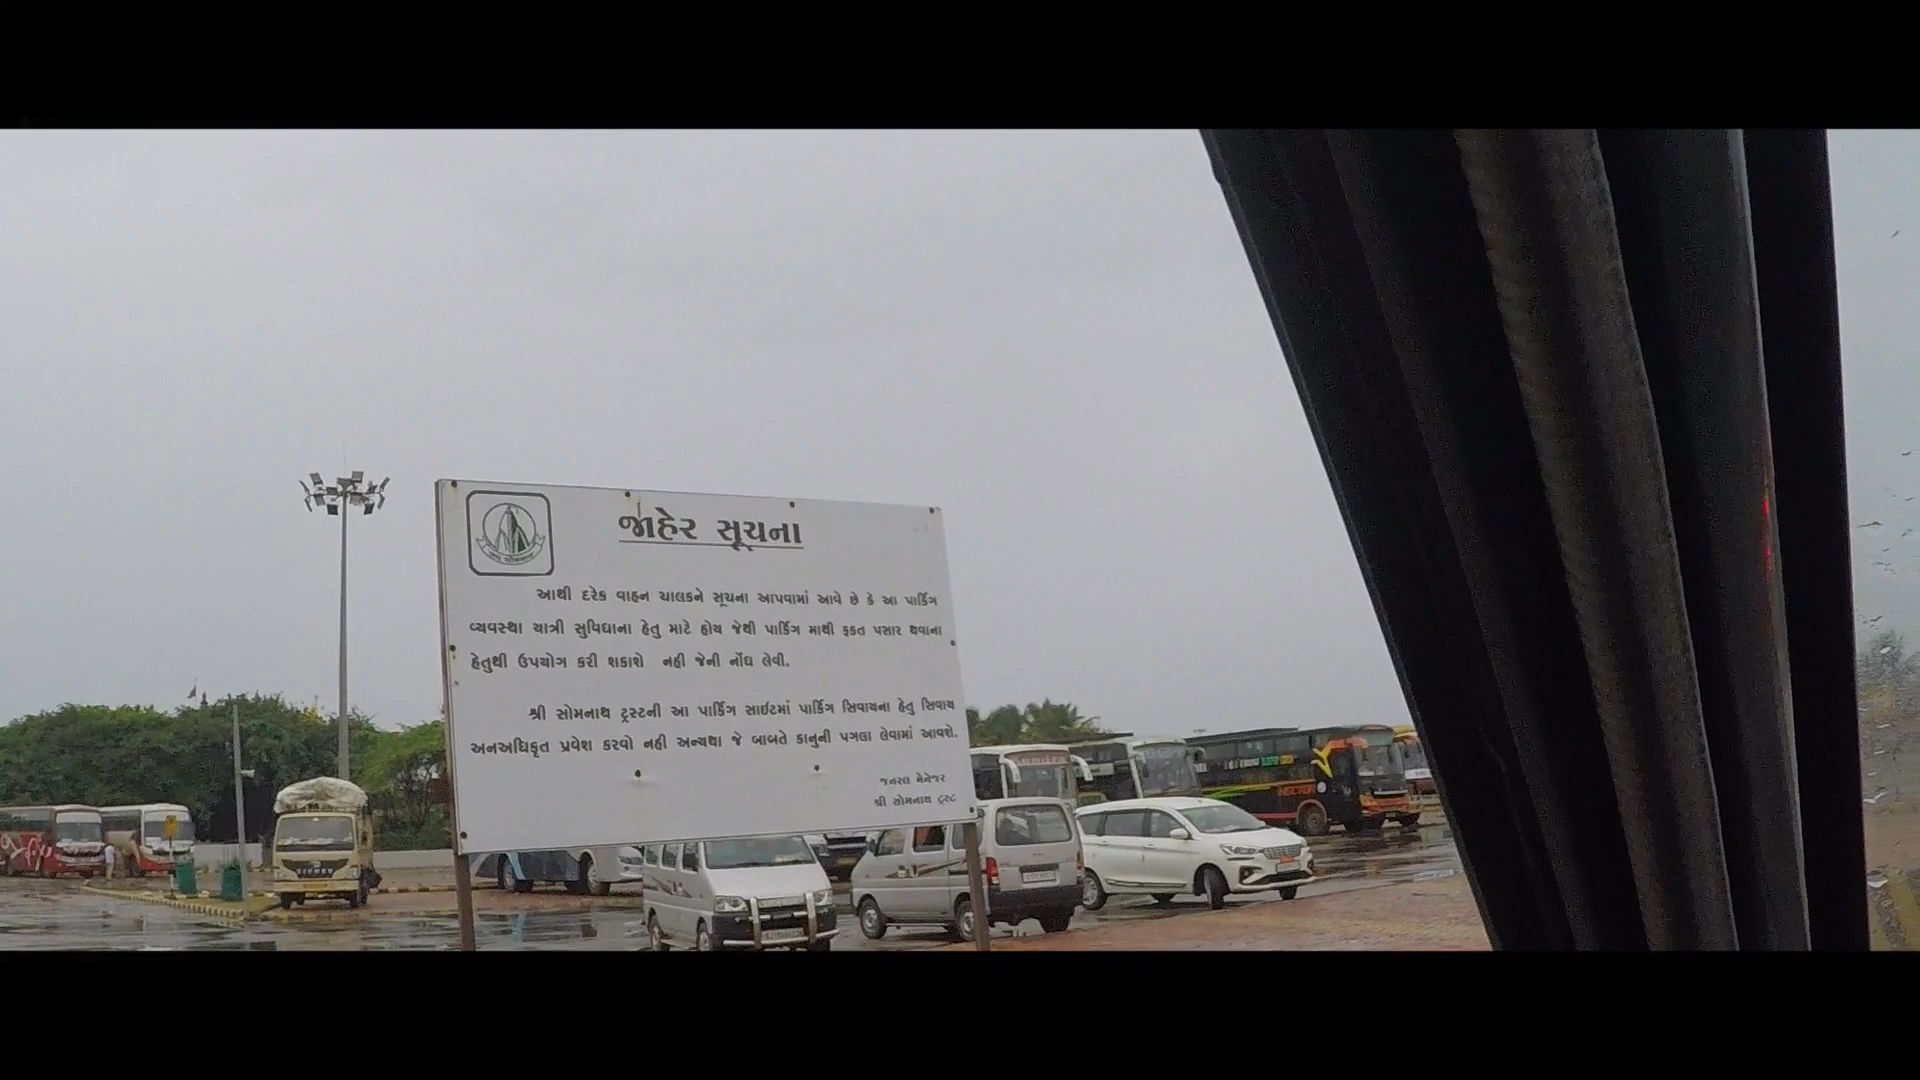 જાહેર સૂચના
આથી દરેક વાહન ચાલકને સૂચના આપવામાં આવે છે કે આ પાર્કિંગ
વ્યવસ્થા યાત્રી સુવિધાના હેતુ માટે હોય જેથી પાર્કિંગ માથી ફકત પસાર થવાના
હેતુથી ઉપયોગ કરી શકાશે નહી જેની નોંધ લેવી.
શ્રી સોમનાથ ટ્રસ્ટની આ પાર્કિંગ સાઈટમાં પાર્કિંગ સિવાયના હેતુ સિવાય
અનઅધિકૃત પ્રવેશ કરવો નહી અન્યથા જે બાબતે કાનુની પગલા લેવામાં આવશે.
જનરલ મેનેજર
શ્રી સોમનાથ ટ્રસ્ટ